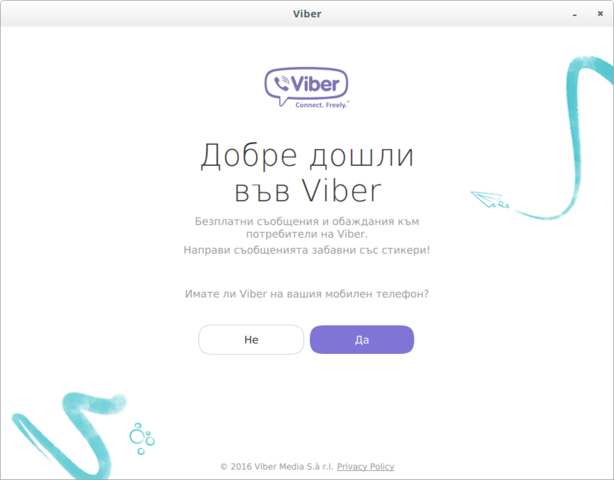 Viber
Viber
Connect. Freely.™
Добре дошли
във Viber
Безплатни съобщения и обаждания към
потребители на Viber.
Направи съобщенията забавни със стикери!
Имате ли Viber на вашия мобилен телефон?
Не Да
© 2016 Viber Media S.à r.l. Privacy Policy